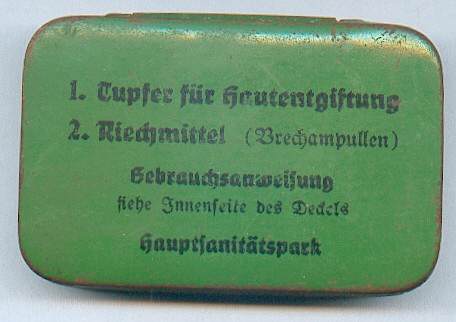 1. Tupfer für Hautentgiftung
2. Riechmittel (Brechampullen)
Gebrauchsanweisung
siehe Innenseite des Deckels
Hauptsanitätspark